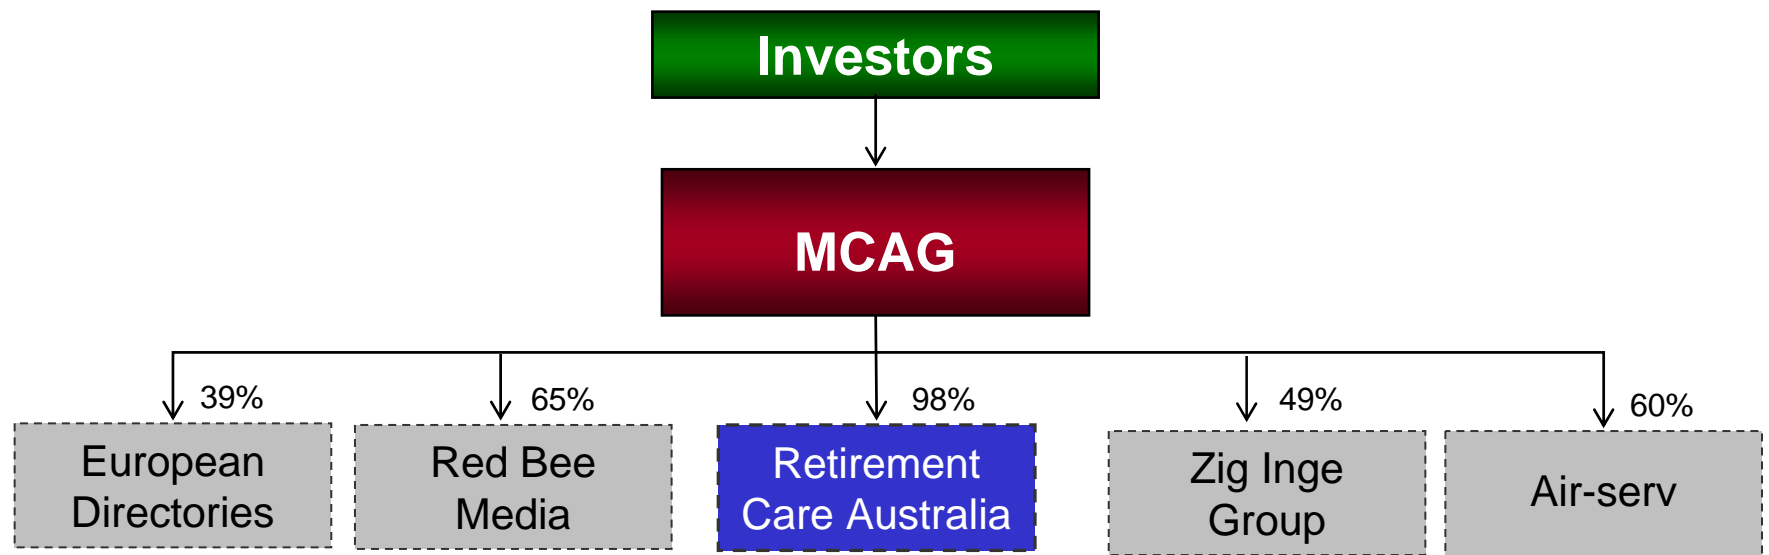 Investors
MCAG
39%
65%
98%
49%
60%
European
Directories
Red Bee
Media
Retirement
Care Australia
Zig Inge
Group
Air-serv